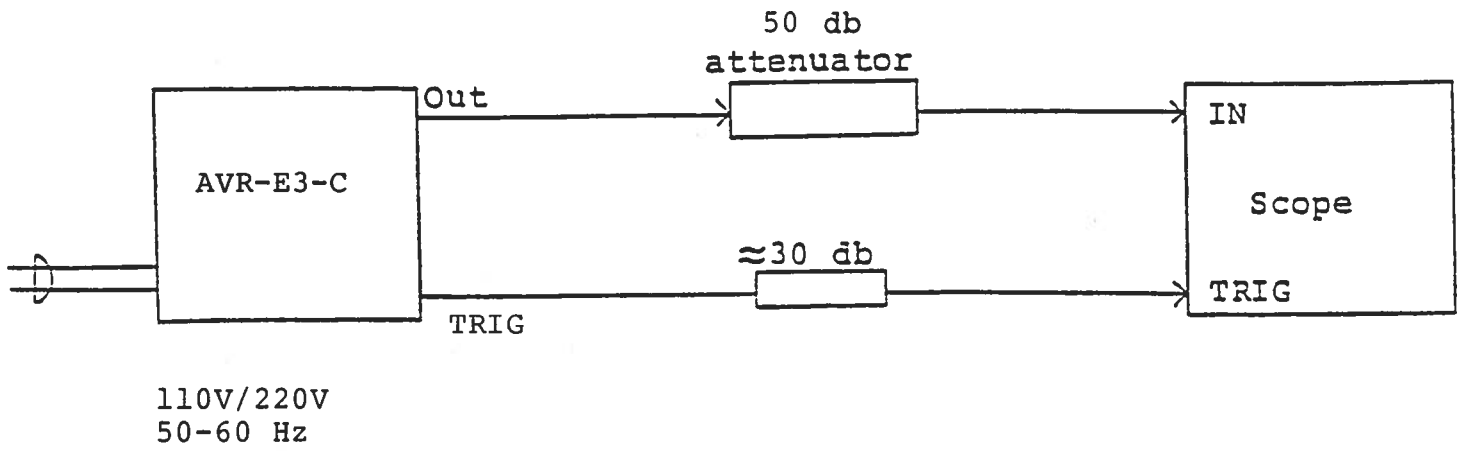 50 db
attenuator
Out
IN
AVR-E3-C
Scope
≈30 db
TRIG
TRIG
110V/220V
50-60 Hz